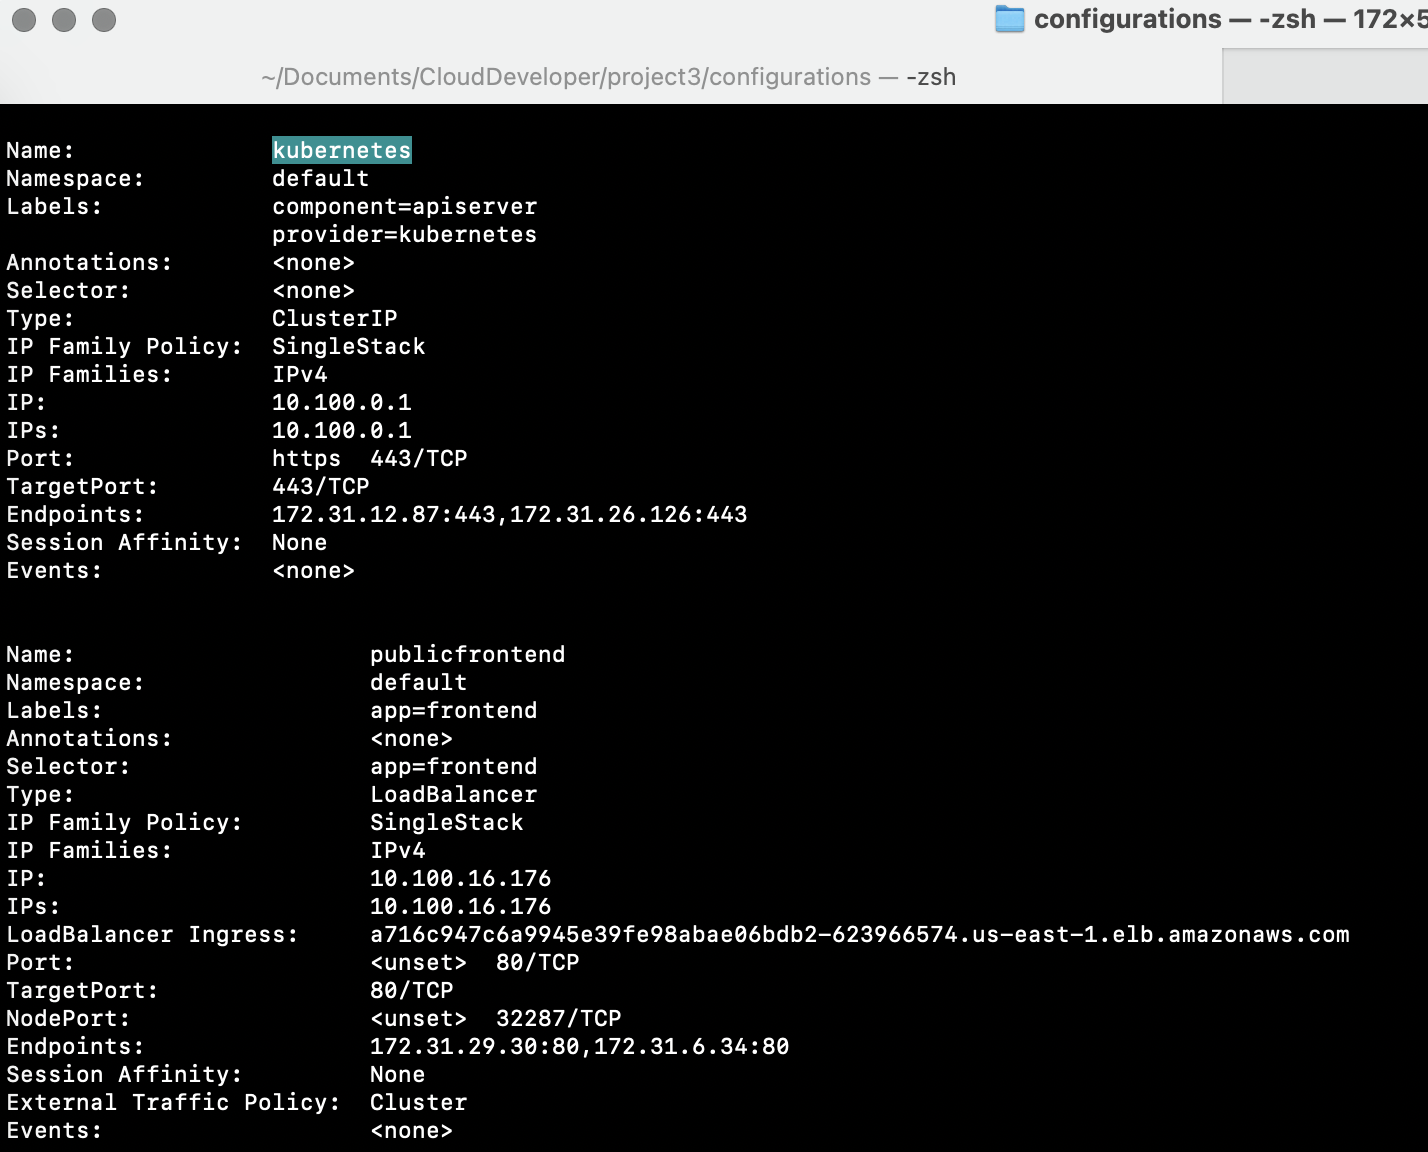 configurations — -zsh — 172×5
~/Documents/CloudDeveloper/project3/configurations — -zsh
Name:                kubernetes
Namespace:           default
Labels:              component=apiserver
                     provider=kubernetes
Annotations:         <none>
Selector:            <none>
Type:                ClusterIP
IP Family Policy:    SingleStack
IP Families:         IPv4
IP:                  10.100.0.1
IPs:                 10.100.0.1
Port:                https  443/TCP
TargetPort:          443/TCP
Endpoints:           172.31.12.87:443,172.31.26.126:443
Session Affinity:    None
Events:              <none>
Name:                     publicfrontend
Namespace:                default
Labels:                   app=frontend
Annotations:              <none>
Selector:                 app=frontend
Type:                     LoadBalancer
IP Family Policy:         SingleStack
IP Families:              IPv4
IP:                       10.100.16.176
IPs:                      10.100.16.176
LoadBalancer Ingress:     a716c947c6a9945e39fe98abae06bdb2-623966574.us-east-1.elb.amazonaws.com
Port:                     <unset>  80/TCP
TargetPort:               80/TCP
NodePort:                 <unset>  32287/TCP
Endpoints:                172.31.29.30:80,172.31.6.34:80
Session Affinity:         None
External Traffic Policy:  Cluster
Events:                   <none>